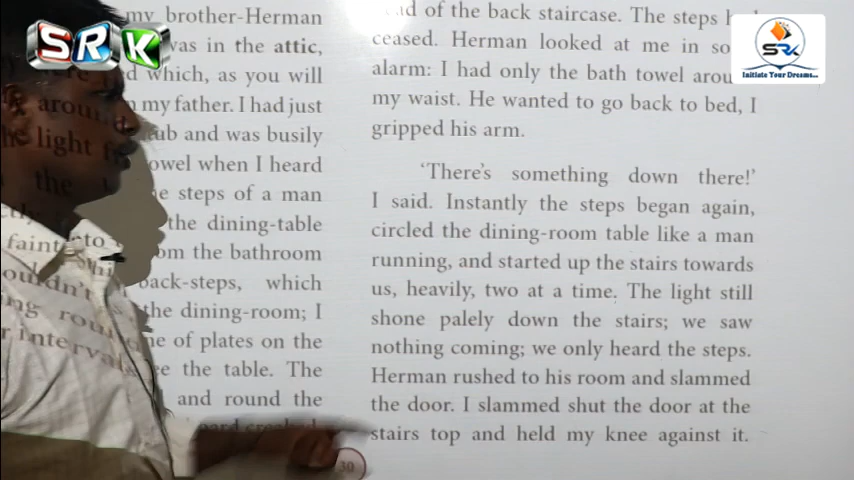 SRK
my brother-Herman
was in the attic,
which, as you will
my father. I had just
tub and was busily
towel when I heard
the steps of a man
the dining-table
from the bathroom
back-steps, which
the dining-room; I
of plates on the
the table. The
and round the
around
light
the
to
30
of the back staircase. The steps had
ceased. Herman looked at me in some
alarm: I had only the bath towel around
my waist. He wanted to go back to bed, I
gripped his arm.
‘There’s something down there!’
I said. Instantly the steps began again,
circled the dining-room table like a man
running, and started up the stairs towards
us, heavily, two at a time. The light still
shone palely down the stairs; we saw
nothing coming; we only heard the steps.
Herman rushed to his room and slammed
the door. I slammed shut the door at the
stairs top and held my knee against it.
SRK
Initiate Your Dreams...